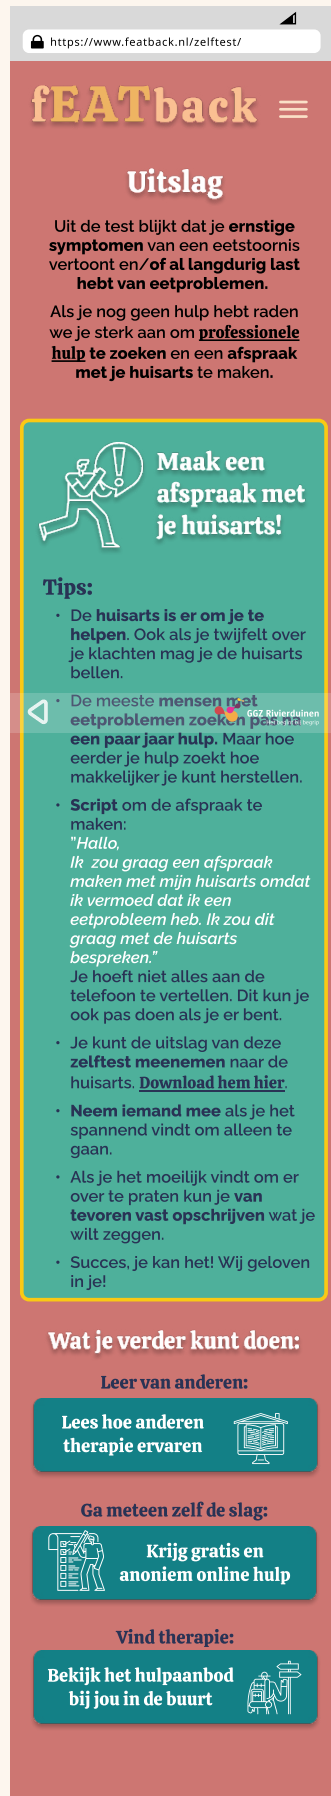 https://www.featback.nl/zelftest/
fEATback
Uitslag
Uit de test blijkt dat je ernstige
symptomen van een eetstoornis
vertoont en/of al langdurig last
hebt van eetproblemen.
Als je nog geen hulp hebt raden
we je sterk aan om professionele
hulp te zoeken en een afspraak
met je huisarts te maken.
Maak een
afspraak met
je huisarts!
Tips:
• De huisarts is er om je te
helpen. Ook als je twijfelt over
je klachten mag je de huisarts
bellen.
• De meeste mensen met
eetproblemen zoeken pas na
een paar jaar hulp. Maar hoe
eerder je hulp zoekt hoe
makkelijker je kunt herstellen.
GGZ Rivierduinen
• Script om de afspraak te
maken:
"Hallo,
Ik zou graag een afspraak
maken met mijn huisarts omdat
ik vermoed dat ik een
eetprobleem heb. Ik zou dit
graag met de huisarts
bespreken."
Je hoeft niet alles aan de
telefoon te vertellen. Dit kun je
ook pas doen als je er bent.
• Je kunt de uitslag van deze
zelftest meenemen naar de
huisarts. Download hem hier.
• Neem iemand mee als je het
spannend vindt om alleen te
gaan.
• Als je het moeilijk vindt om er
over te praten kun je van
tevoren vast opschrijven wat je
wilt zeggen.
• Succes, je kan het! Wij geloven
in je!
Wat je verder kunt doen:
Leer van anderen:
Lees hoe anderen
therapie ervaren
Ga meteen zelf de slag:
Krijg gratis en
anoniem online hulp
Vind therapie:
Bekijk het hulpaanbod
bij jou in de buurt